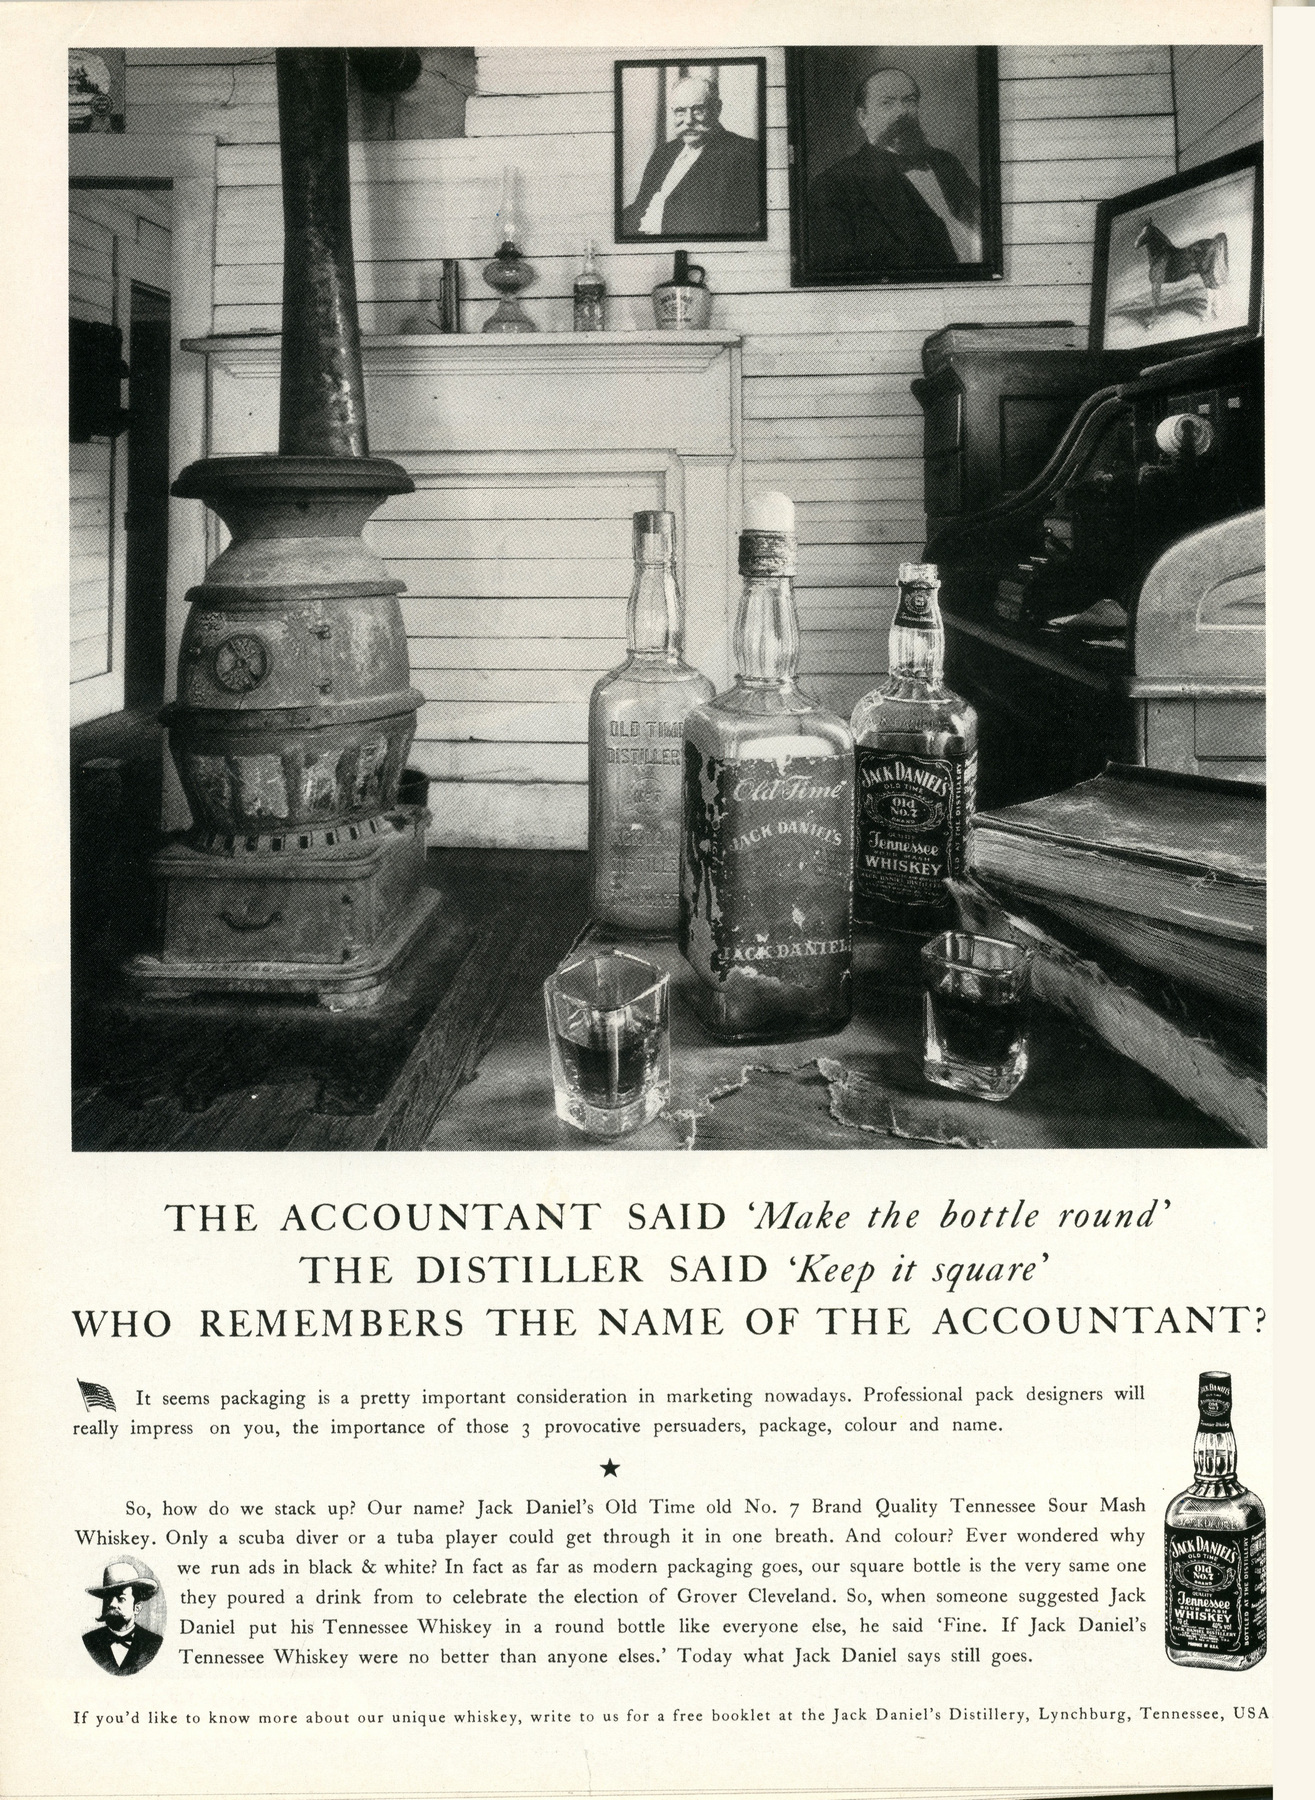 OLD TIME
DISTILLERY
Old Time
JACK DANIEL'S
JACK DANIEL
JACK DANIEL'S
OLD TIME
Old
No. 7
BRAND
QUALITY
Tennessee
SOUR MASH
WHISKEY
THE ACCOUNTANT SAID ‘Make the bottle round’
THE DISTILLER SAID ‘Keep it square’
WHO REMEMBERS THE NAME OF THE ACCOUNTANT?
It seems packaging is a pretty important consideration in marketing nowadays. Professional pack designers will
really impress on you, the importance of those 3 provocative persuaders, package, colour and name.
So, how do we stack up? Our name? Jack Daniel’s Old Time old No. 7 Brand Quality Tennessee Sour Mash
Whiskey. Only a scuba diver or a tuba player could get through it in one breath. And colour? Ever wondered why
we run ads in black & white? In fact as far as modern packaging goes, our square bottle is the very same one
they poured a drink from to celebrate the election of Grover Cleveland. So, when someone suggested Jack
Daniel put his Tennessee Whiskey in a round bottle like everyone else, he said ‘Fine. If Jack Daniel’s
Tennessee Whiskey were no better than anyone elses.’ Today what Jack Daniel says still goes.
JACK DANIEL'S
OLD TIME
Old
No. 7
BRAND
QUALITY
Tennessee
SOUR MASH
WHISKEY
If you’d like to know more about our unique whiskey, write to us for a free booklet at the Jack Daniel’s Distillery, Lynchburg, Tennessee, USA